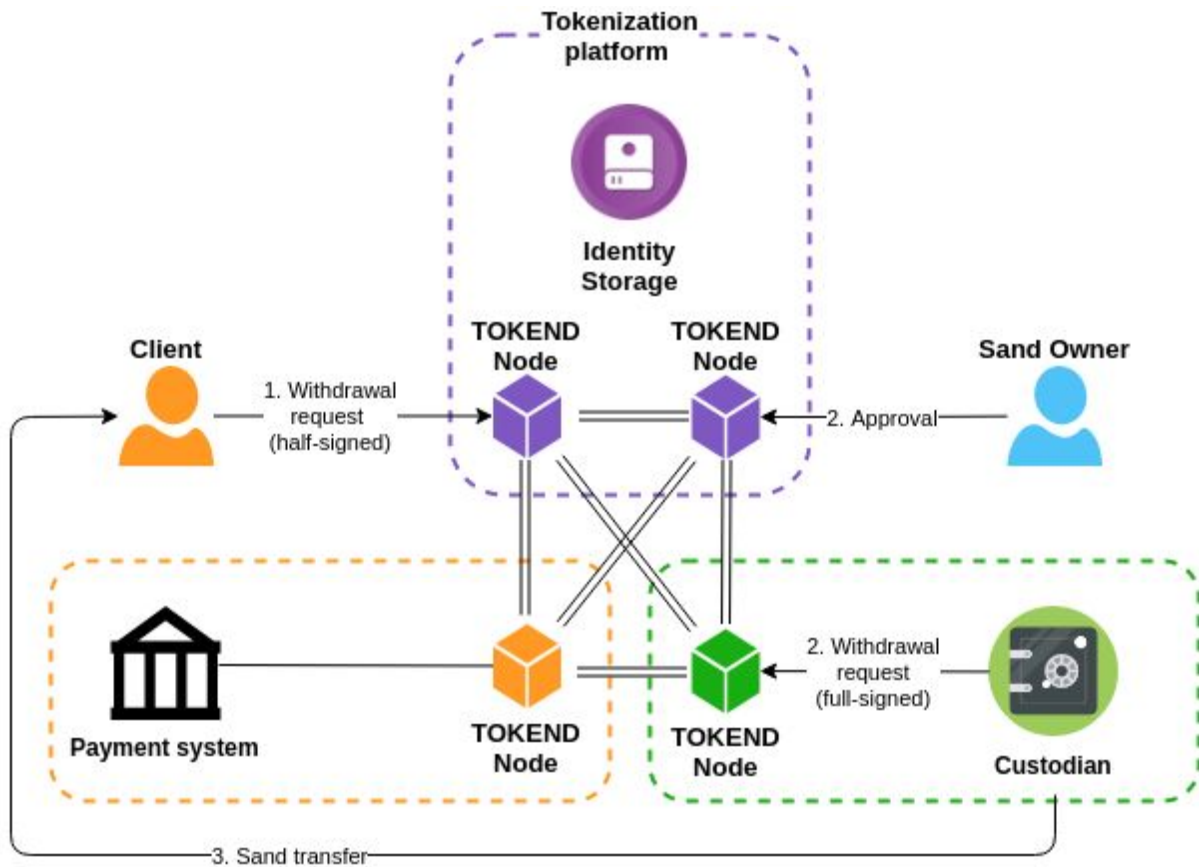 Tokenization
platform
Identity
Storage
TOKEND
Node
TOKEND
Node
Client
Sand Owner
1. Withdrawal
request
(half-signed)
2. Approval
2. Withdrawal
request
(full-signed)
Payment system
TOKEND
Node
TOKEND
Node
Custodian
3. Sand transfer